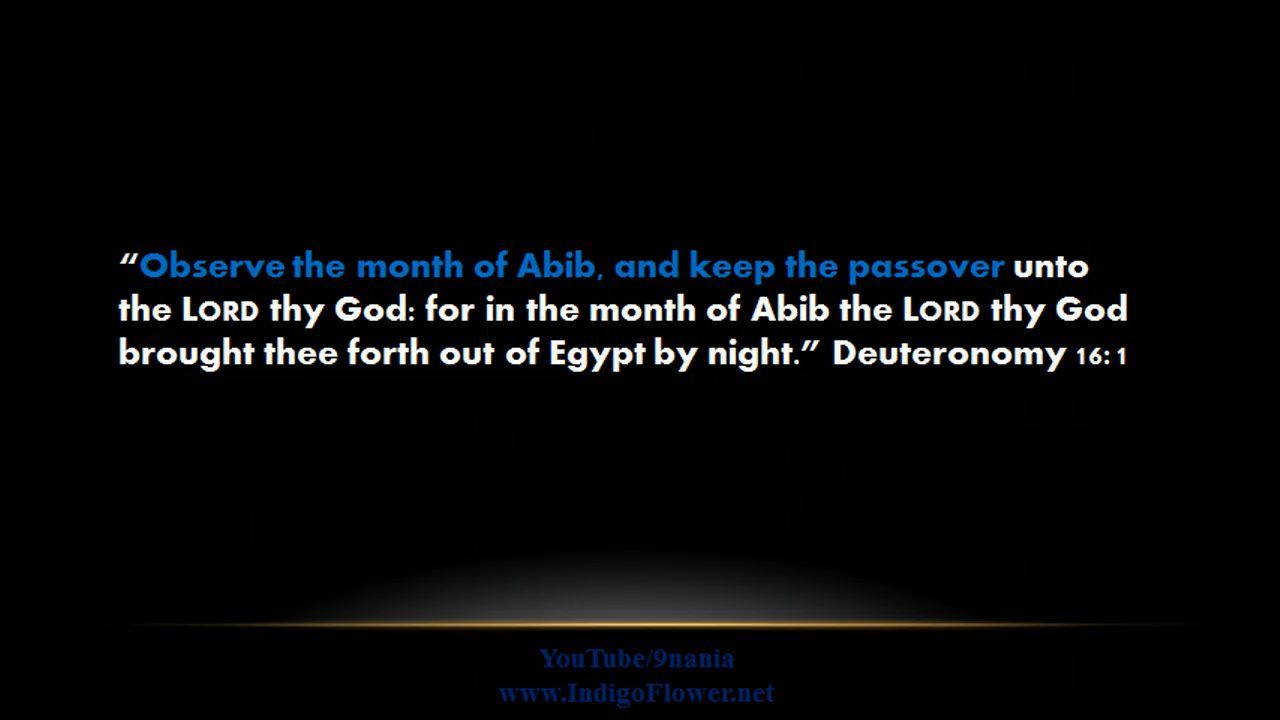 “Observe the month of Abib, and keep the passover unto
the LORD thy God: for in the month of Abib the LORD thy God
brought thee forth out of Egypt by night.” Deuteronomy 16:1
YouTube/9nania
www.IndigoFlower.net